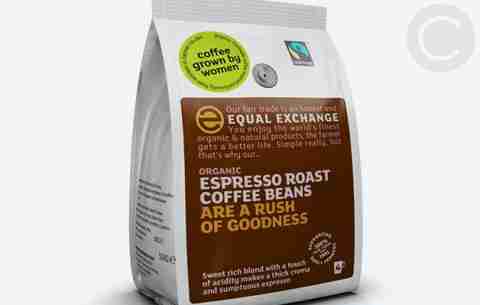 coffee
grown by
women
Our fair trade is an honest and
EQUAL EXCHANGE
You enjoy the world's finest
organic & natural products, the farmer
gets a better life. Simple really, but
that's why our...
ORGANIC
ESPRESSO ROAST
COFFEE BEANS
ARE A RUSH
OF GOODNESS
Sweet rich blend with a touch
of acidity makes a thick crema
and sumptuous espresso
4
C